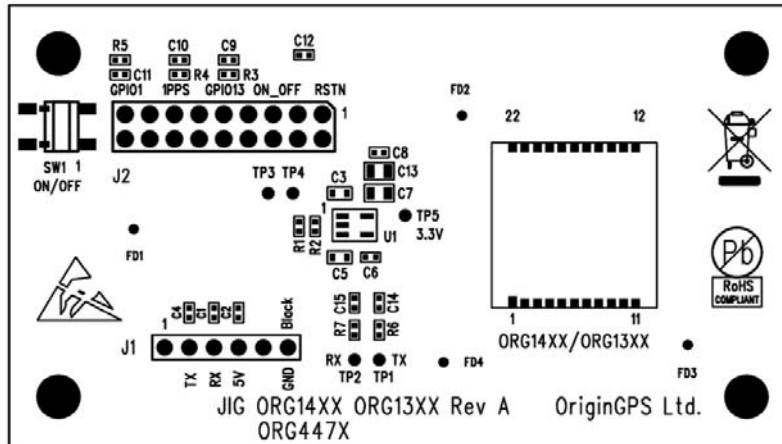 R5 C10 C9 C12
C11 R4 R3
GPIO1 1PPS GPIO13 ON_OFF RSTN
1
FD2
22 12
SW1 1
ON/OFF
J2
TP3 TP4
C8
C13
C3
C7
1
TP5
3.3V
U1
R1 R2
FD1
C5 C6
Pb
RoHS
COMPLIANT
C4 C1 C2
Black
C15 C14
R7 R6
1 11
ORG14XX/ORG13XX
J1
1
RX TX
TP2 TP1
FD4
FD3
TX RX 5V GND
JIG ORG14XX ORG13XX Rev A OriginGPS Ltd.
ORG447X